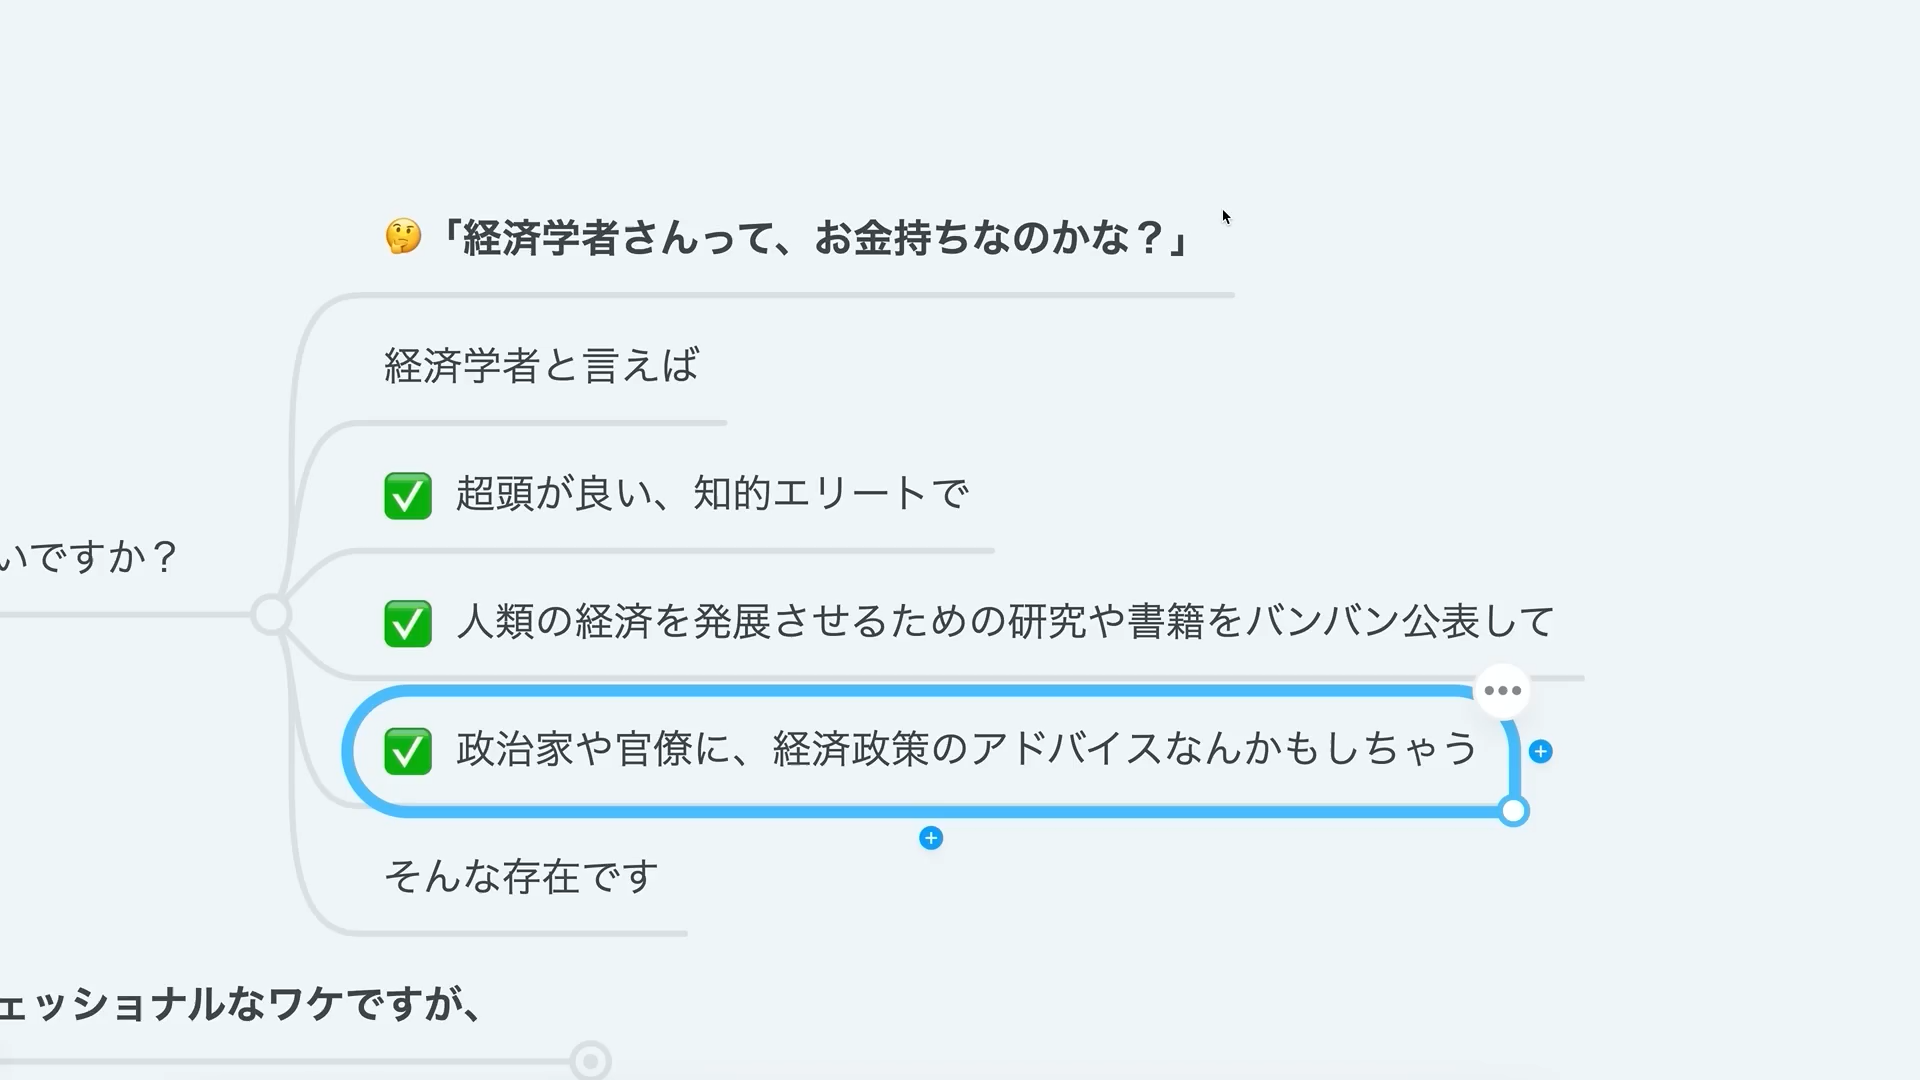 🤔「経済学者さんって、お金持ちなのかな？」
経済学者と言えば
✅ 超頭が良い、知的エリートで
いですか？
✅ 人類の経済を発展させるための研究や書籍をバンバン公表して
✅ 政治家や官僚に、経済政策のアドバイスなんかもしちゃう
そんな存在です
ェッショナルなワケですが、